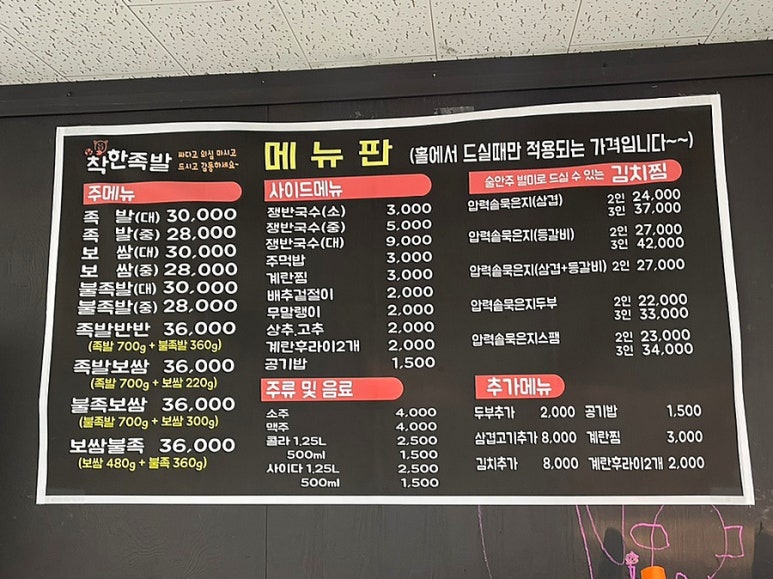 착한족발
싸다고 의심 마시고
드시고 감동하세요~
메뉴판 (홀에서 드실때만 적용되는 가격입니다~~)
주메뉴
족 발(대) 30,000
족 발(중) 28,000
보 쌈(대) 30,000
보 쌈(중) 28,000
불족발(대) 30,000
불족발(중) 28,000
족발반반 36,000
(족발 700g + 불족발 360g)
족발보쌈 36,000
(족발 700g + 보쌈 220g)
불족보쌈 36,000
(불족발 700g + 보쌈 300g)
보쌈불족 36,000
(보쌈 480g + 불족 360g)
사이드메뉴
쟁반국수(소) 3,000
쟁반국수(중) 5,000
쟁반국수(대) 9,000
주먹밥 3,000
계란찜 3,000
배추겉절이 2,000
무말랭이 2,000
상추,고추 2,000
계란후라이2개 2,000
공기밥 1,500
주류 및 음료
소주 4,000
맥주 4,000
콜라 1,25L 2,500
500ml 1,500
사이다 1,25L 2,500
500ml 1,500
술안주 별미로 드실 수 있는 김치찜
압력솥묵은지(삼겹) 2인 24,000
3인 37,000
압력솥묵은지(등갈비) 2인 27,000
3인 42,000
압력솥묵은지(삼겹+등갈비) 2인 27,000
압력솥묵은지두부 2인 22,000
3인 33,000
압력솥묵은지스팸 2인 23,000
3인 34,000
추가메뉴
두부추가 2,000 공기밥 1,500
삼겹고기추가 8,000 계란찜 3,000
김치추가 8,000 계란후라이2개 2,000